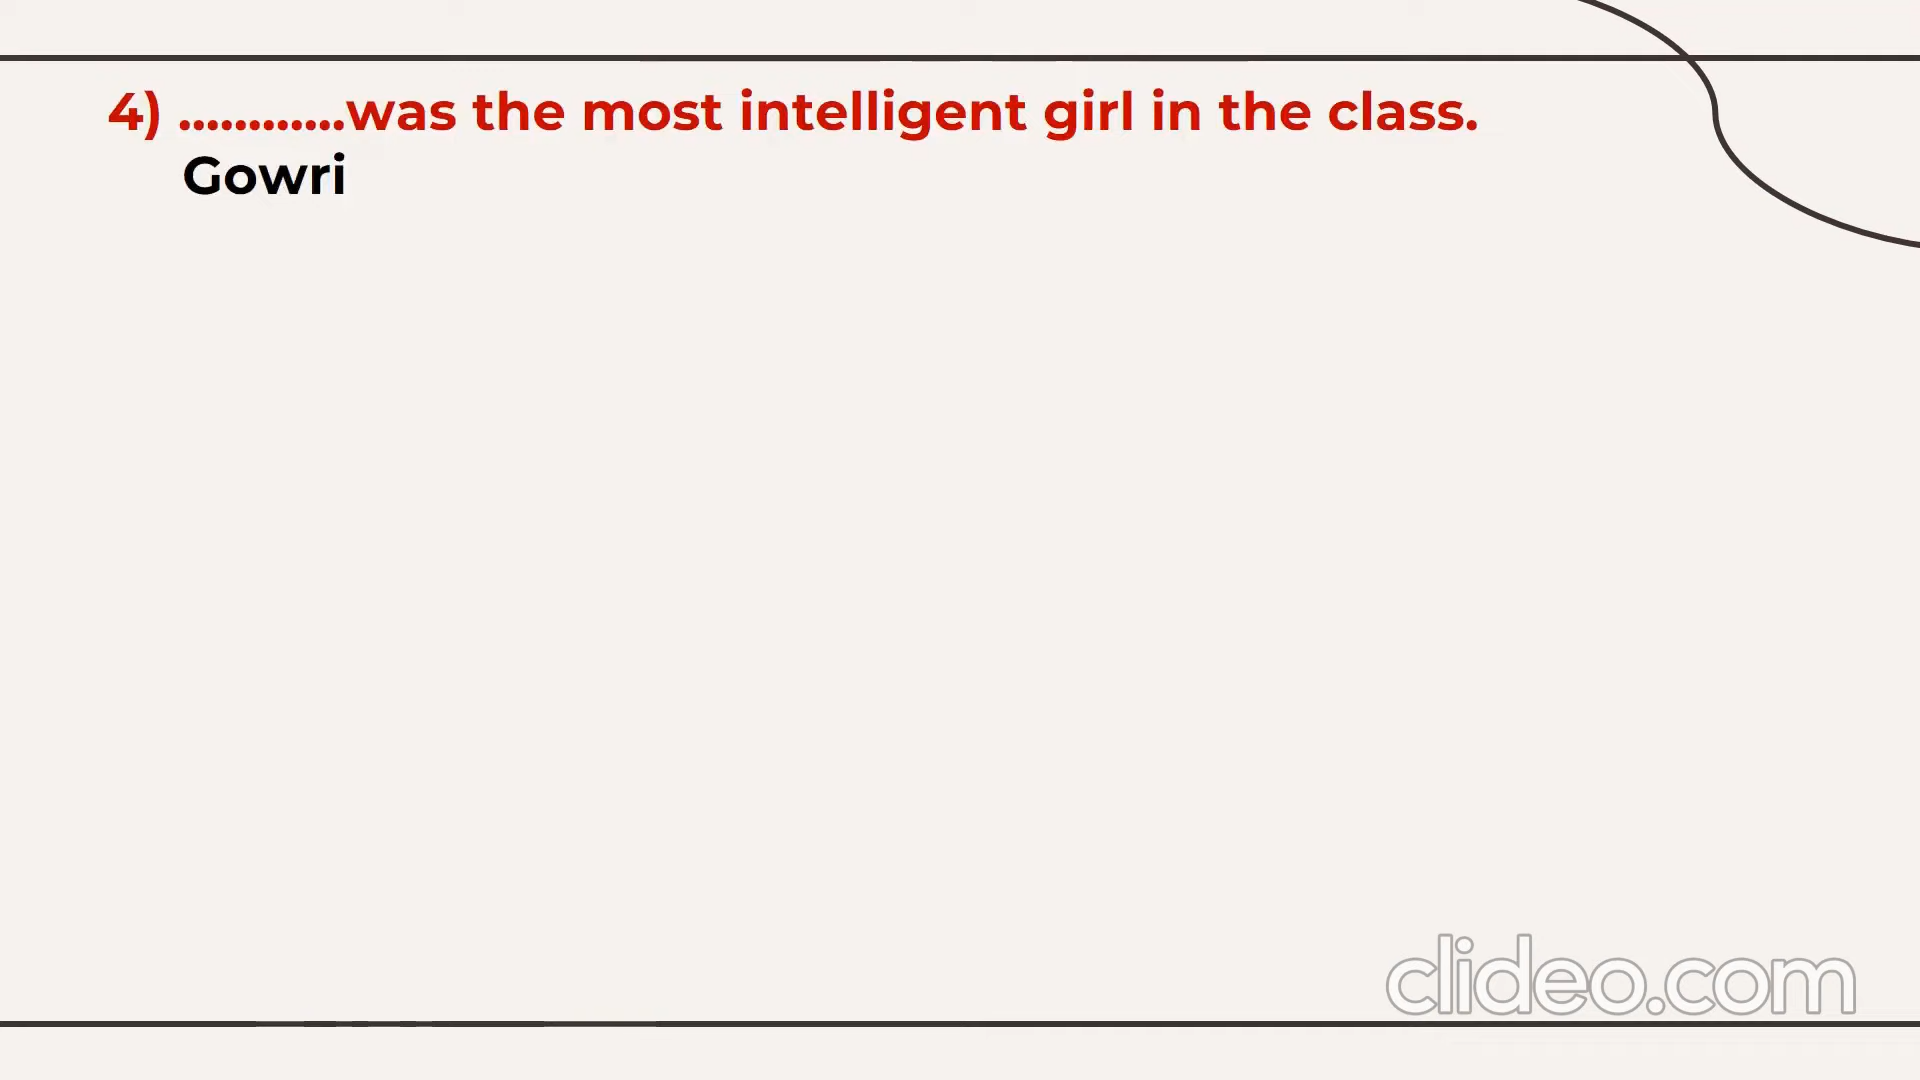 4) ............was the most intelligent girl in the class.
Gowri
clideo.com